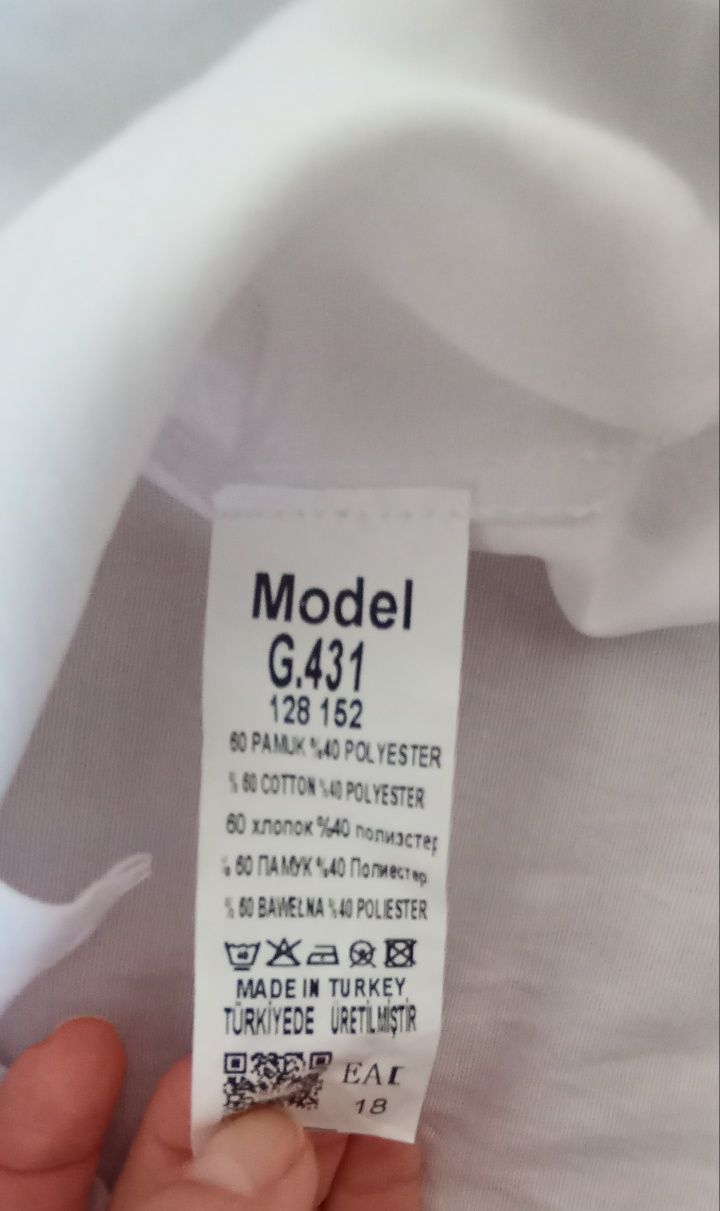 Model
G.431
128 152
60 PAMUK %40 POLYESTER
% 60 COTTON %40 POLYESTER
60 хлопок %40 полиэстер
% 60 ПАМУК %40 Полиестер
% 60 BAWEŁNA %40 POLIESTER
MADE IN TURKEY
TÜRKİYEDE ÜRETİLMİŞTİR
EAC
18